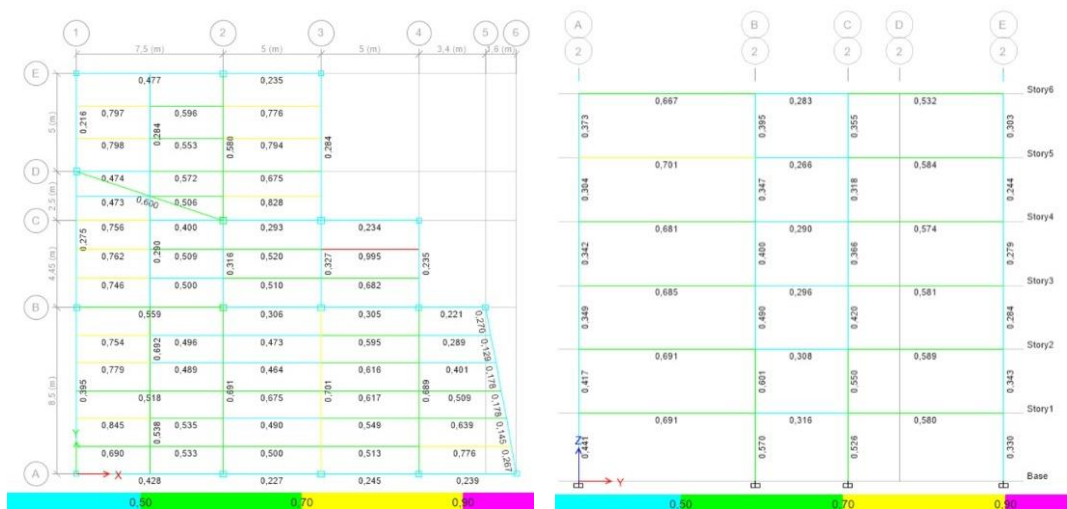 1 2 3 4 5 6
7,5 (m) 5 (m) 5 (m) 3,4 (m) 1,6 (m)
E
0,477 0,235
0,797 0,596 0,776
0,216 0,284 0,580 0,284
5 (m)
0,798 0,553 0,794
D
0,474 0,572 0,675
2,5 (m)
0,473 0,600 0,506 0,828
C
0,756 0,400 0,293 0,234
0,275 0,290 0,316 0,327 0,235
4,45 (m)
0,762 0,509 0,520 0,995
0,746 0,500 0,510 0,682
B
0,559 0,306 0,305 0,221
0,270
0,754 0,692 0,496 0,473 0,595 0,289
0,129
0,779 0,489 0,464 0,616 0,401
0,178
8,5 (m)
0,395 0,691 0,701 0,689
0,518 0,675 0,617 0,509
0,178
0,845 0,538 0,535 0,490 0,549 0,639
0,145
Y
0,690 0,533 0,500 0,513 0,776
0,267
A X
0,428 0,227 0,245 0,239
0,50 0,70 0,90
A B C D E
2 2 2 2 2
Story6
0,667 0,283 0,532
0,373 0,395 0,355 0,303
Story5
0,701 0,266 0,584
0,304 0,347 0,318 0,244
Story4
0,681 0,290 0,574
0,342 0,400 0,366 0,279
Story3
0,685 0,296 0,581
0,349 0,490 0,420 0,284
Story2
0,691 0,308 0,589
0,417 0,601 0,550 0,343
Story1
0,691 0,316 0,580
0,441 0,570 0,526 0,330
Z
Y Base
0,50 0,70 0,90